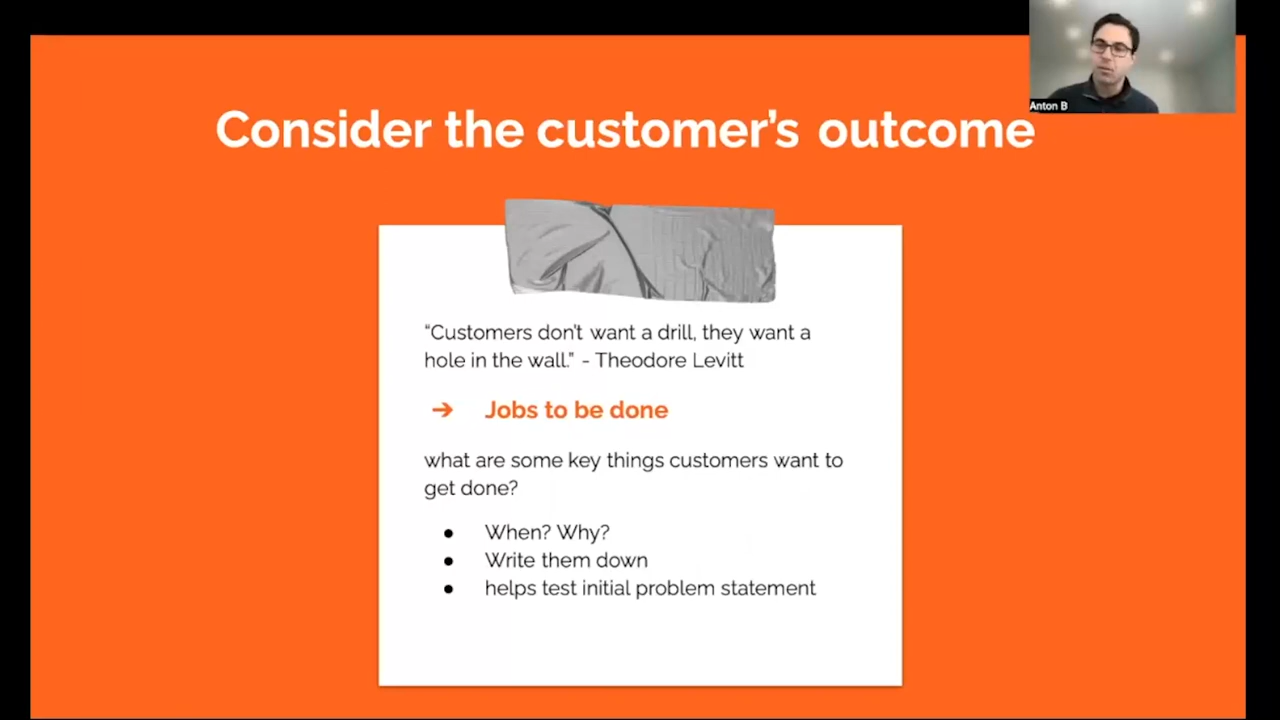 Anton B
Consider the customer’s outcome
“Customers don’t want a drill, they want a
hole in the wall.” - Theodore Levitt
➔ Jobs to be done
what are some key things customers want to
get done?
● When? Why?
● Write them down
● helps test initial problem statement